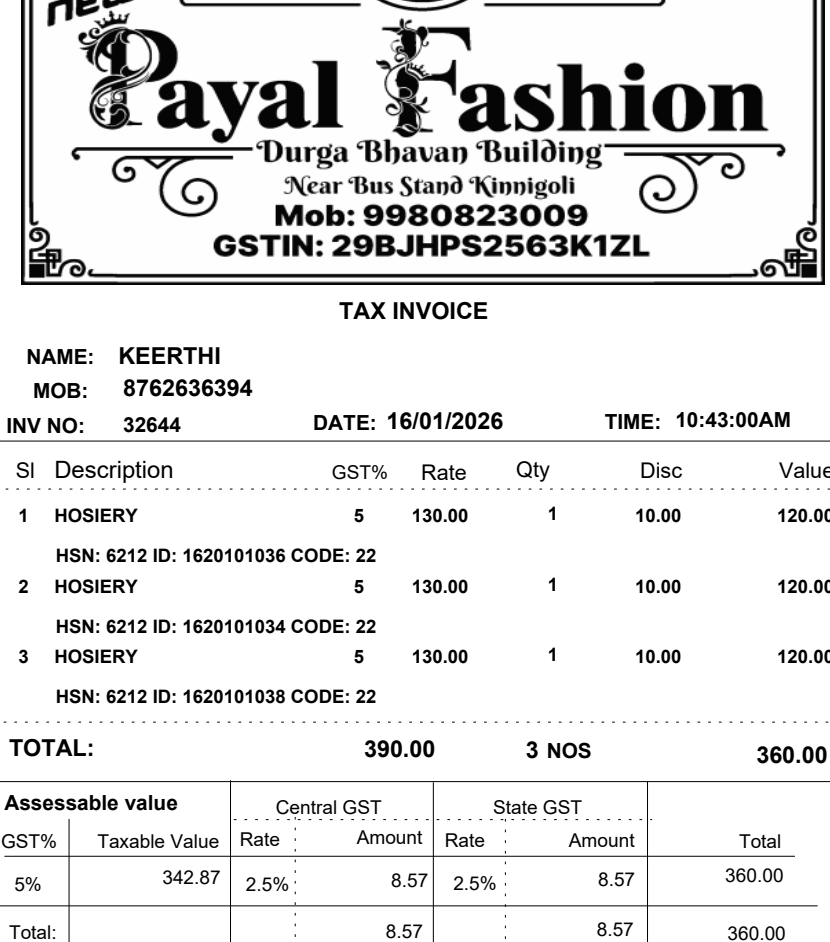 new
Payal Fashion
Durga Bhavan Building
Near Bus Stand Kinnigoli
Mob: 9980823009
GSTIN: 29BJHPS2563K1ZL
TAX INVOICE
NAME: KEERTHI
MOB: 8762636394
INV NO: 32644 DATE: 16/01/2026 TIME: 10:43:00AM
Sl Description GST% Rate Qty Disc Value
1 HOSIERY 5 130.00 1 10.00 120.00
HSN: 6212 ID: 1620101036 CODE: 22
2 HOSIERY 5 130.00 1 10.00 120.00
HSN: 6212 ID: 1620101034 CODE: 22
3 HOSIERY 5 130.00 1 10.00 120.00
HSN: 6212 ID: 1620101038 CODE: 22
TOTAL: 390.00 3 NOS 360.00
Assessable value Central GST State GST
GST% Taxable Value Rate Amount Rate Amount Total
5% 342.87 2.5% 8.57 2.5% 8.57 360.00
Total: 8.57 8.57 360.00